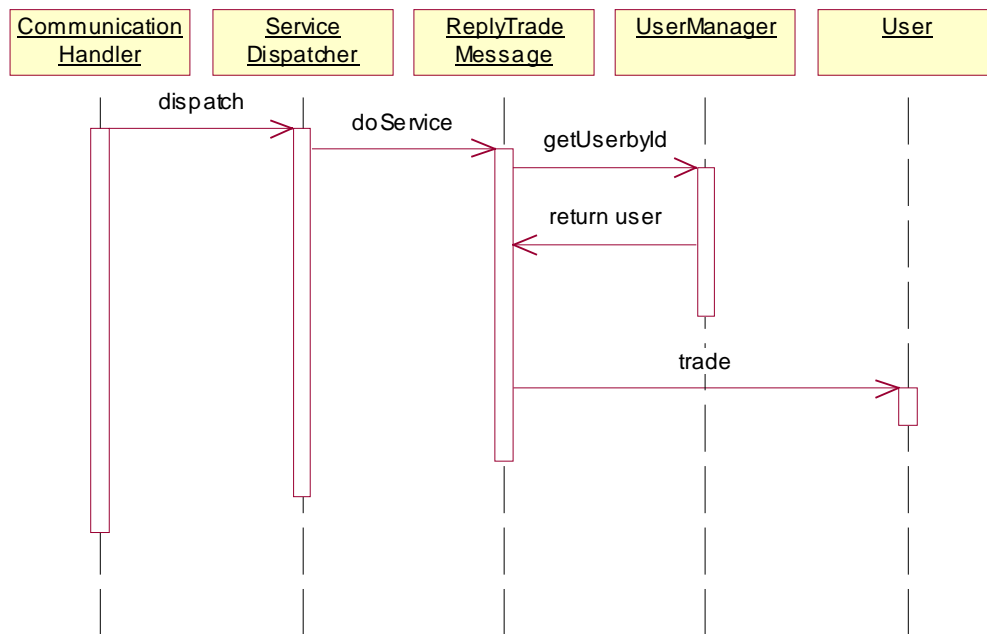 Communication
Handler
Service
Dispatcher
ReplyTrade
Message
UserManager
User
dispatch
doService
getUserbyId
return user
trade